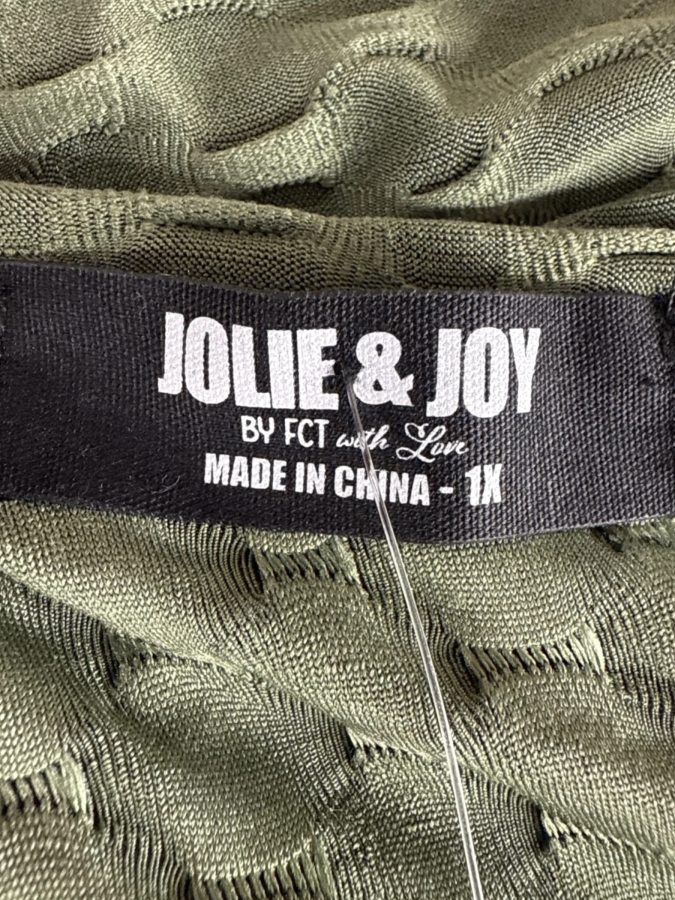 JOLIE & JOY
BY FCT with Love
MADE IN CHINA - 1X